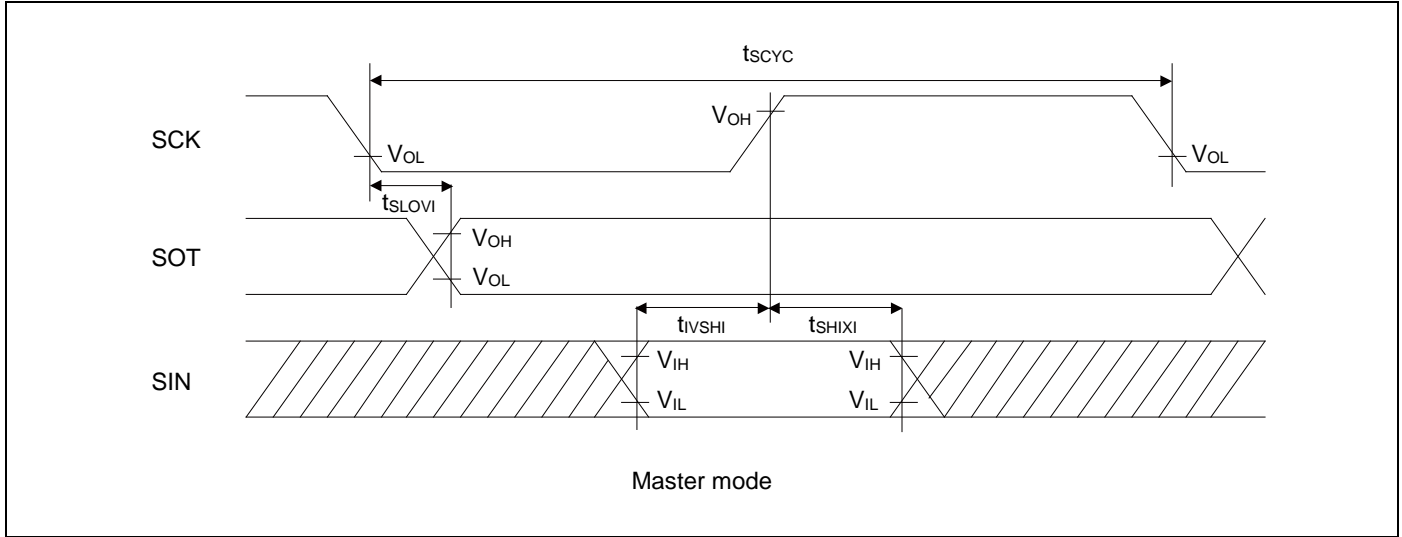 tSCYC
SCK
VOH
VOL
VOL
tSLOVI
SOT
VOH
VOL
tIVSHI
tSHIXI
SIN
VIH
VIH
VIL
VIL
Master mode